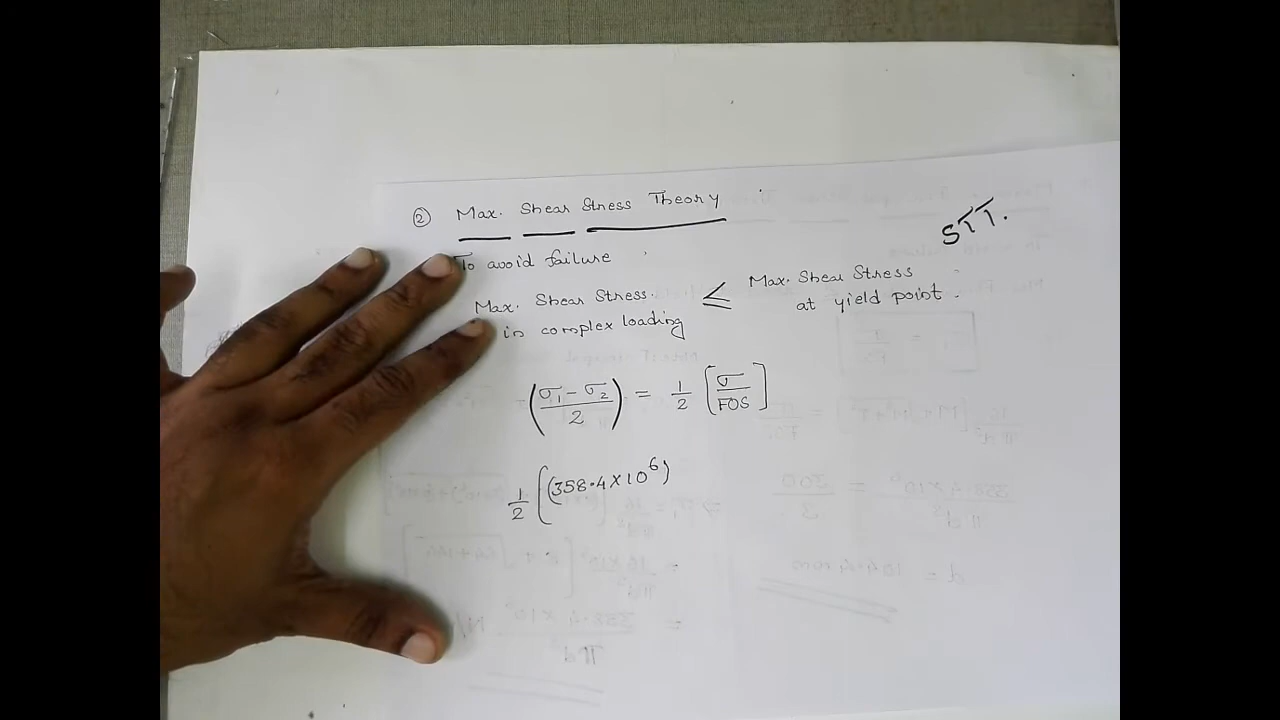 ② Max. Shear Stress Theory
STT.
To avoid failure
Max. Shear Stress. ≤ Max. Shear Stress
in complex loading at yield point.
(σ₁ - σ₂ / 2) = 1/2 [σ / FOS]
1/2 [(358.4 × 10⁶)